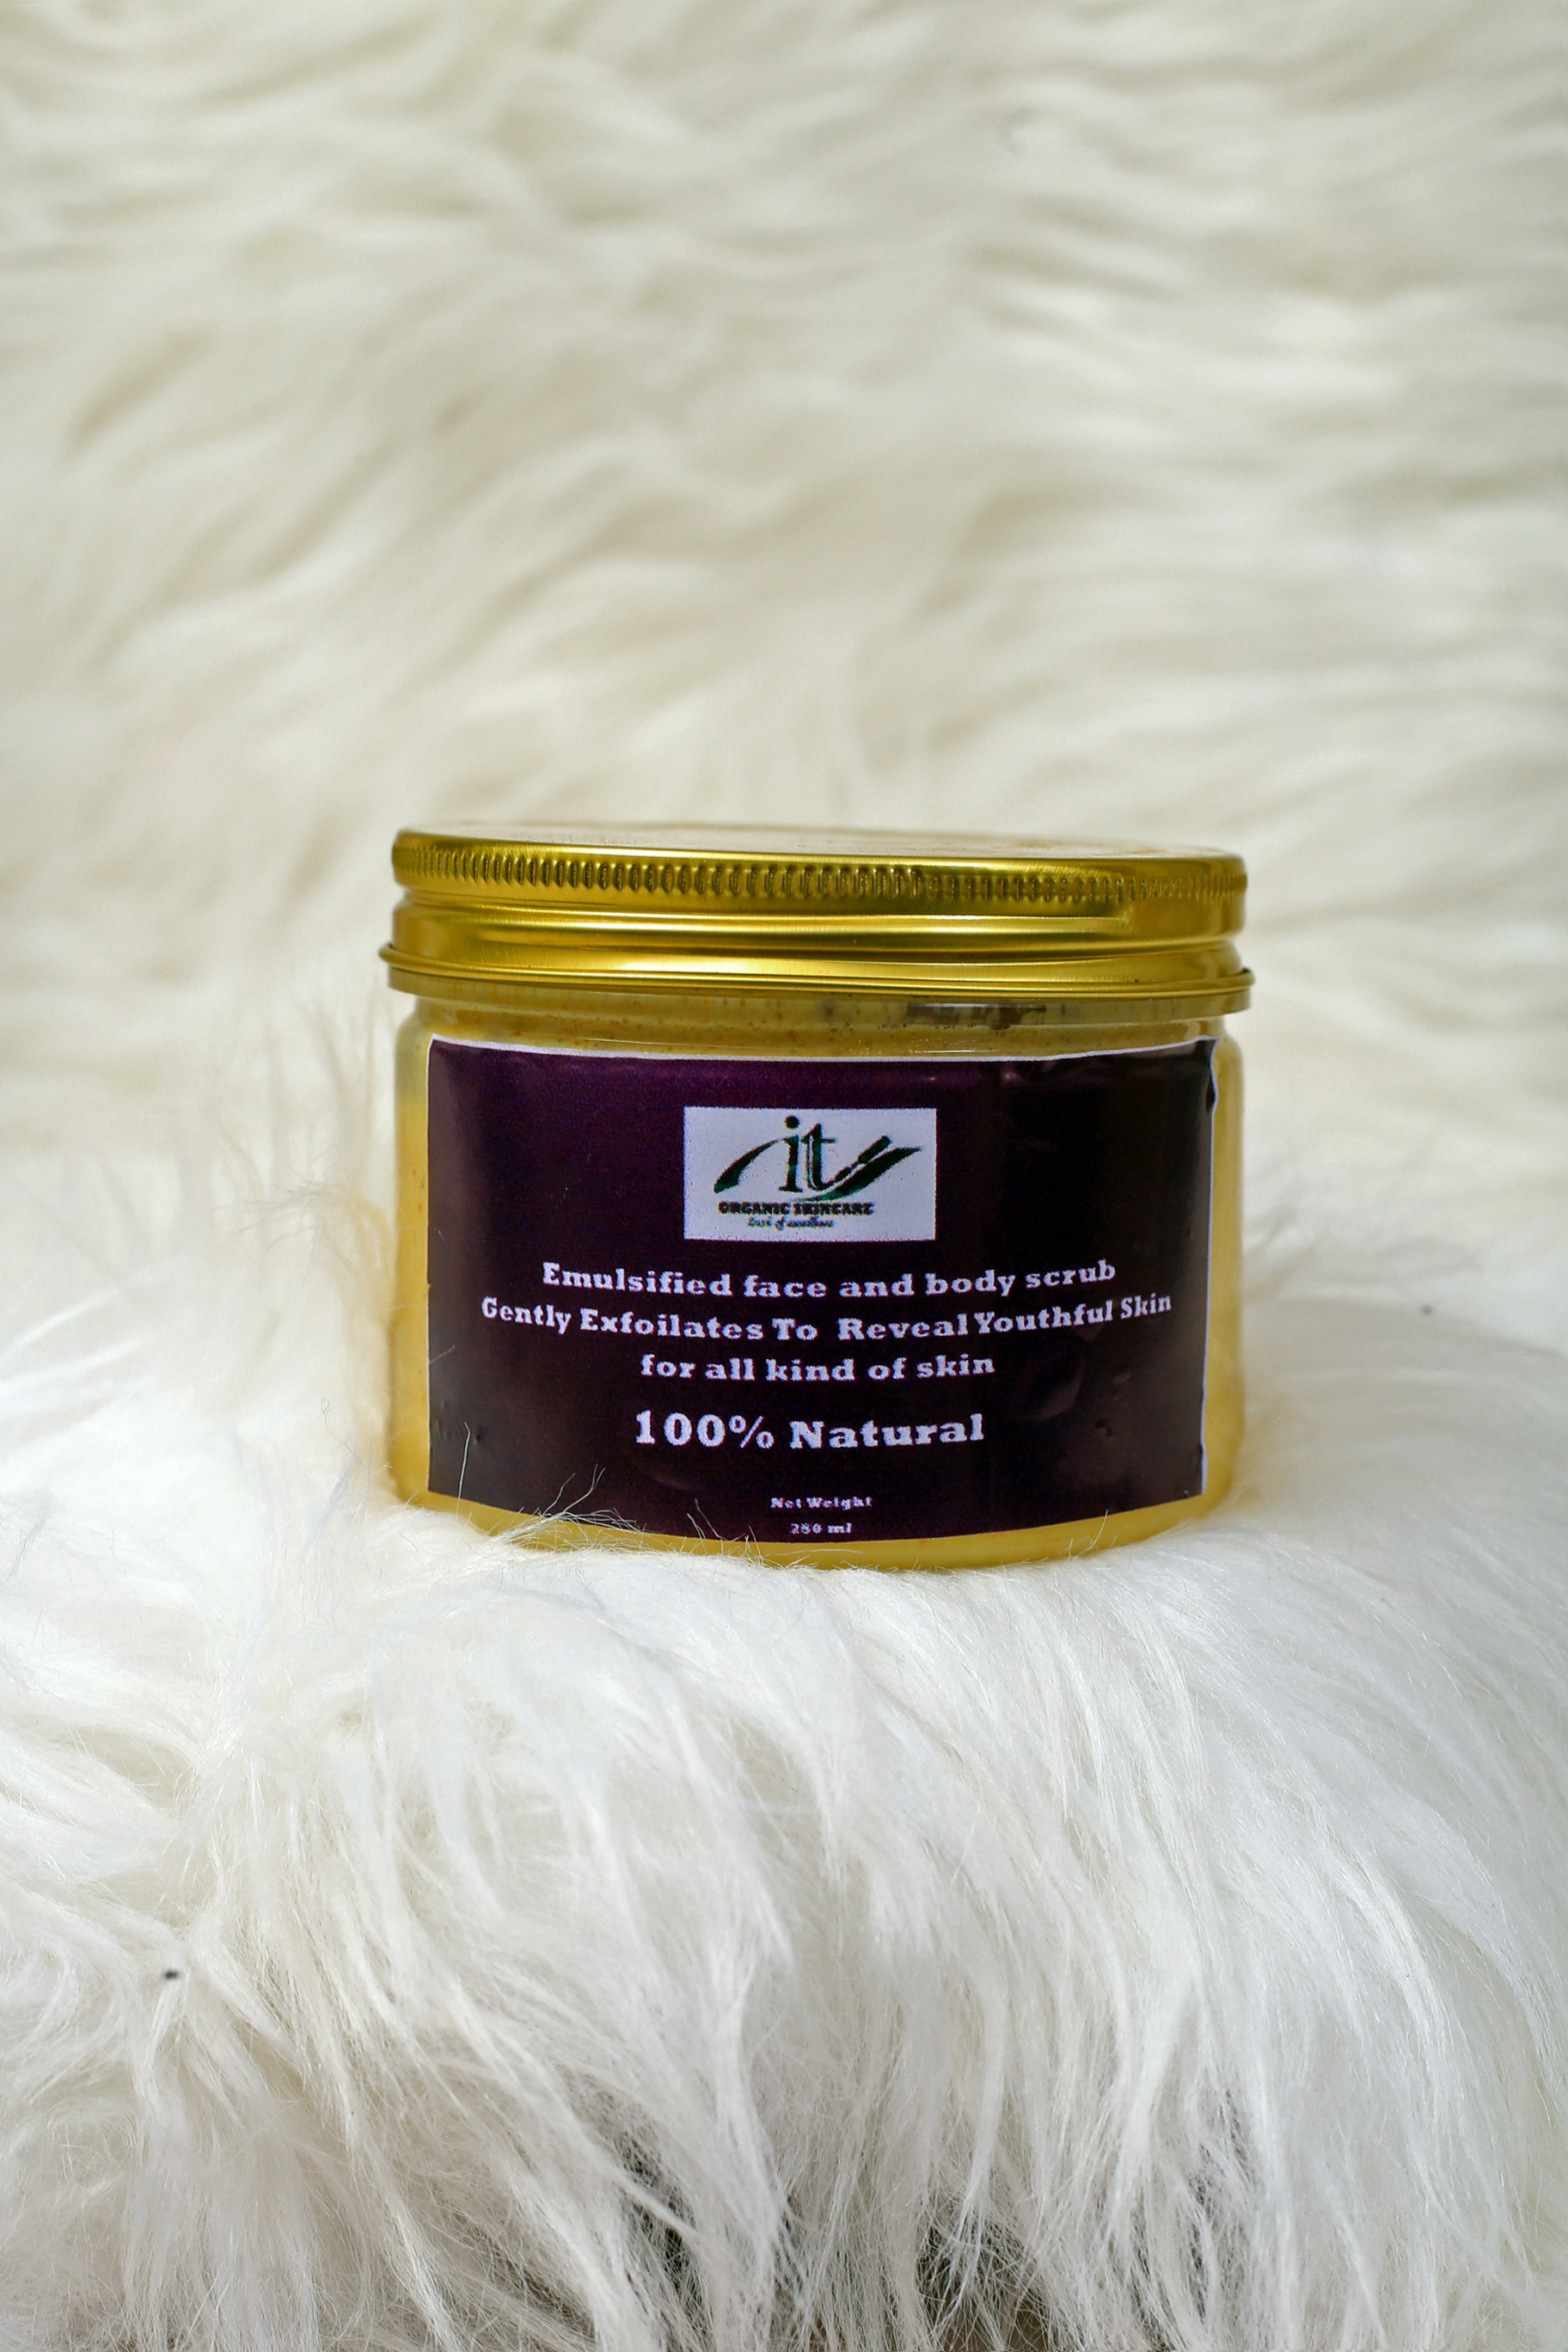 it
ORGANIC SKINCARE
Emulsified face and body scrub
Gently Exfoilates To Reveal Youthful Skin
for all kind of skin
100% Natural
Net Weight
250 ml